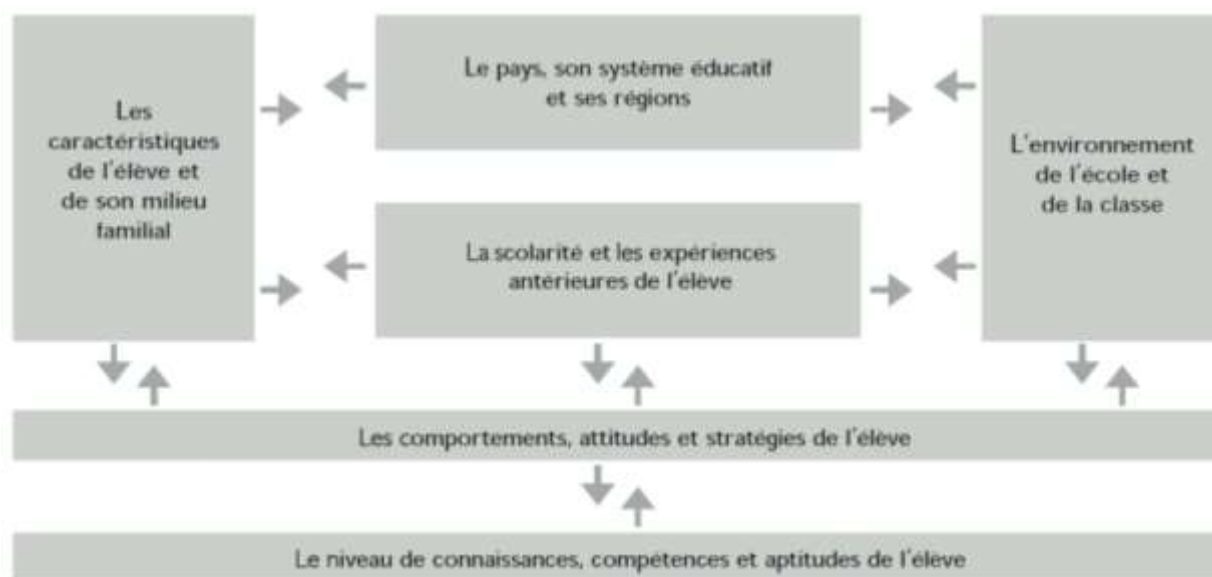 Les
caractéristiques
de l'élève et
de son milieu
familial
Le pays, son système éducatif
et ses régions
La scolarité et les expériences
antérieures de l'élève
L'environnement
de l'école et
de la classe
Les comportements, attitudes et stratégies de l'élève
Le niveau de connaissances, compétences et aptitudes de l'élève